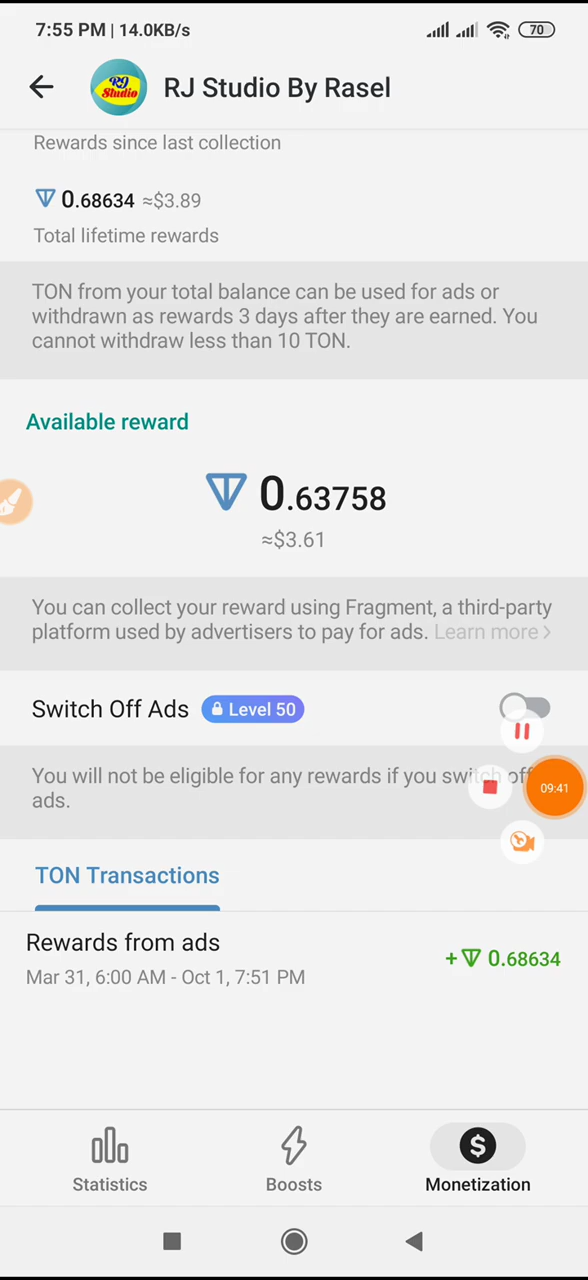 7:55 PM | 14.0KB/s
70
RJ Studio
RJ Studio By Rasel
Rewards since last collection
0.68634 ≈$3.89
Total lifetime rewards
TON from your total balance can be used for ads or
withdrawn as rewards 3 days after they are earned. You
cannot withdraw less than 10 TON.
Available reward
0.63758
≈$3.61
You can collect your reward using Fragment, a third-party
platform used by advertisers to pay for ads. Learn more >
Switch Off Ads Level 50
You will not be eligible for any rewards if you switch off
ads.
09:41
TON Transactions
Rewards from ads
+ 0.68634
Mar 31, 6:00 AM - Oct 1, 7:51 PM
Statistics
Boosts
$
Monetization